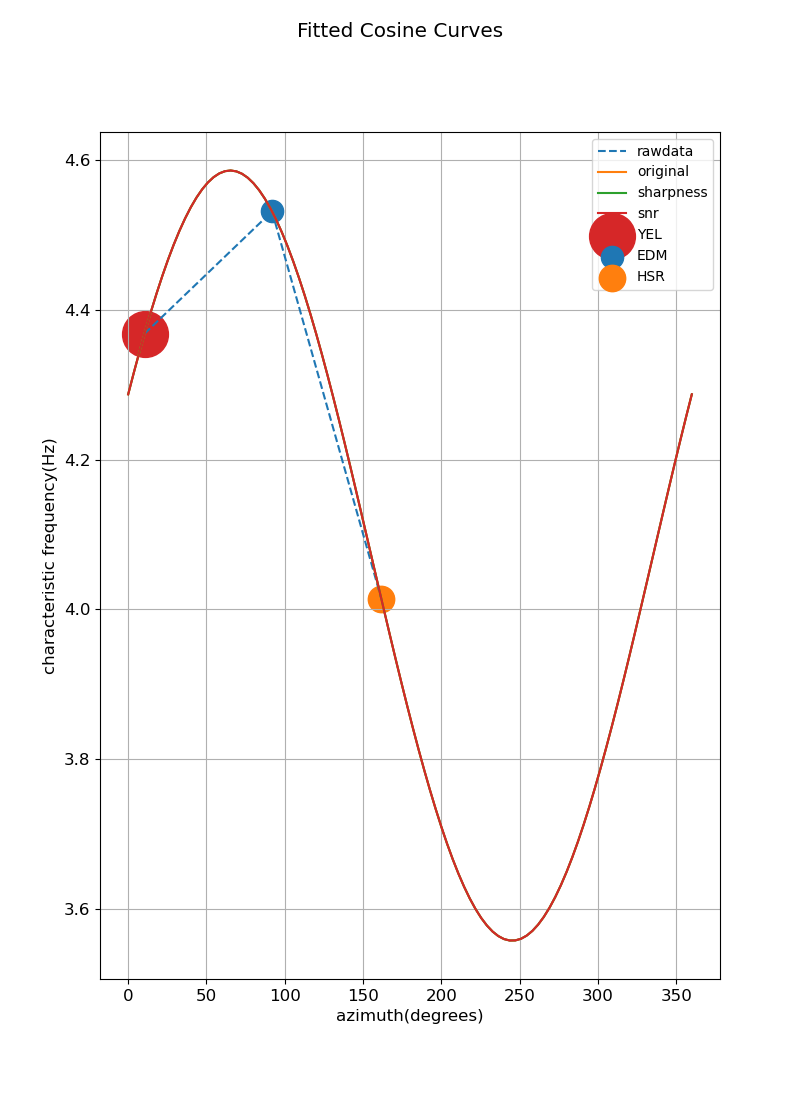 Fitted Cosine Curves
rawdata
original
sharpness
snr
YEL
EDM
HSR
characteristic frequency(Hz)
4.6
4.4
4.2
4.0
3.8
3.6
0 50 100 150 200 250 300 350
azimuth(degrees)